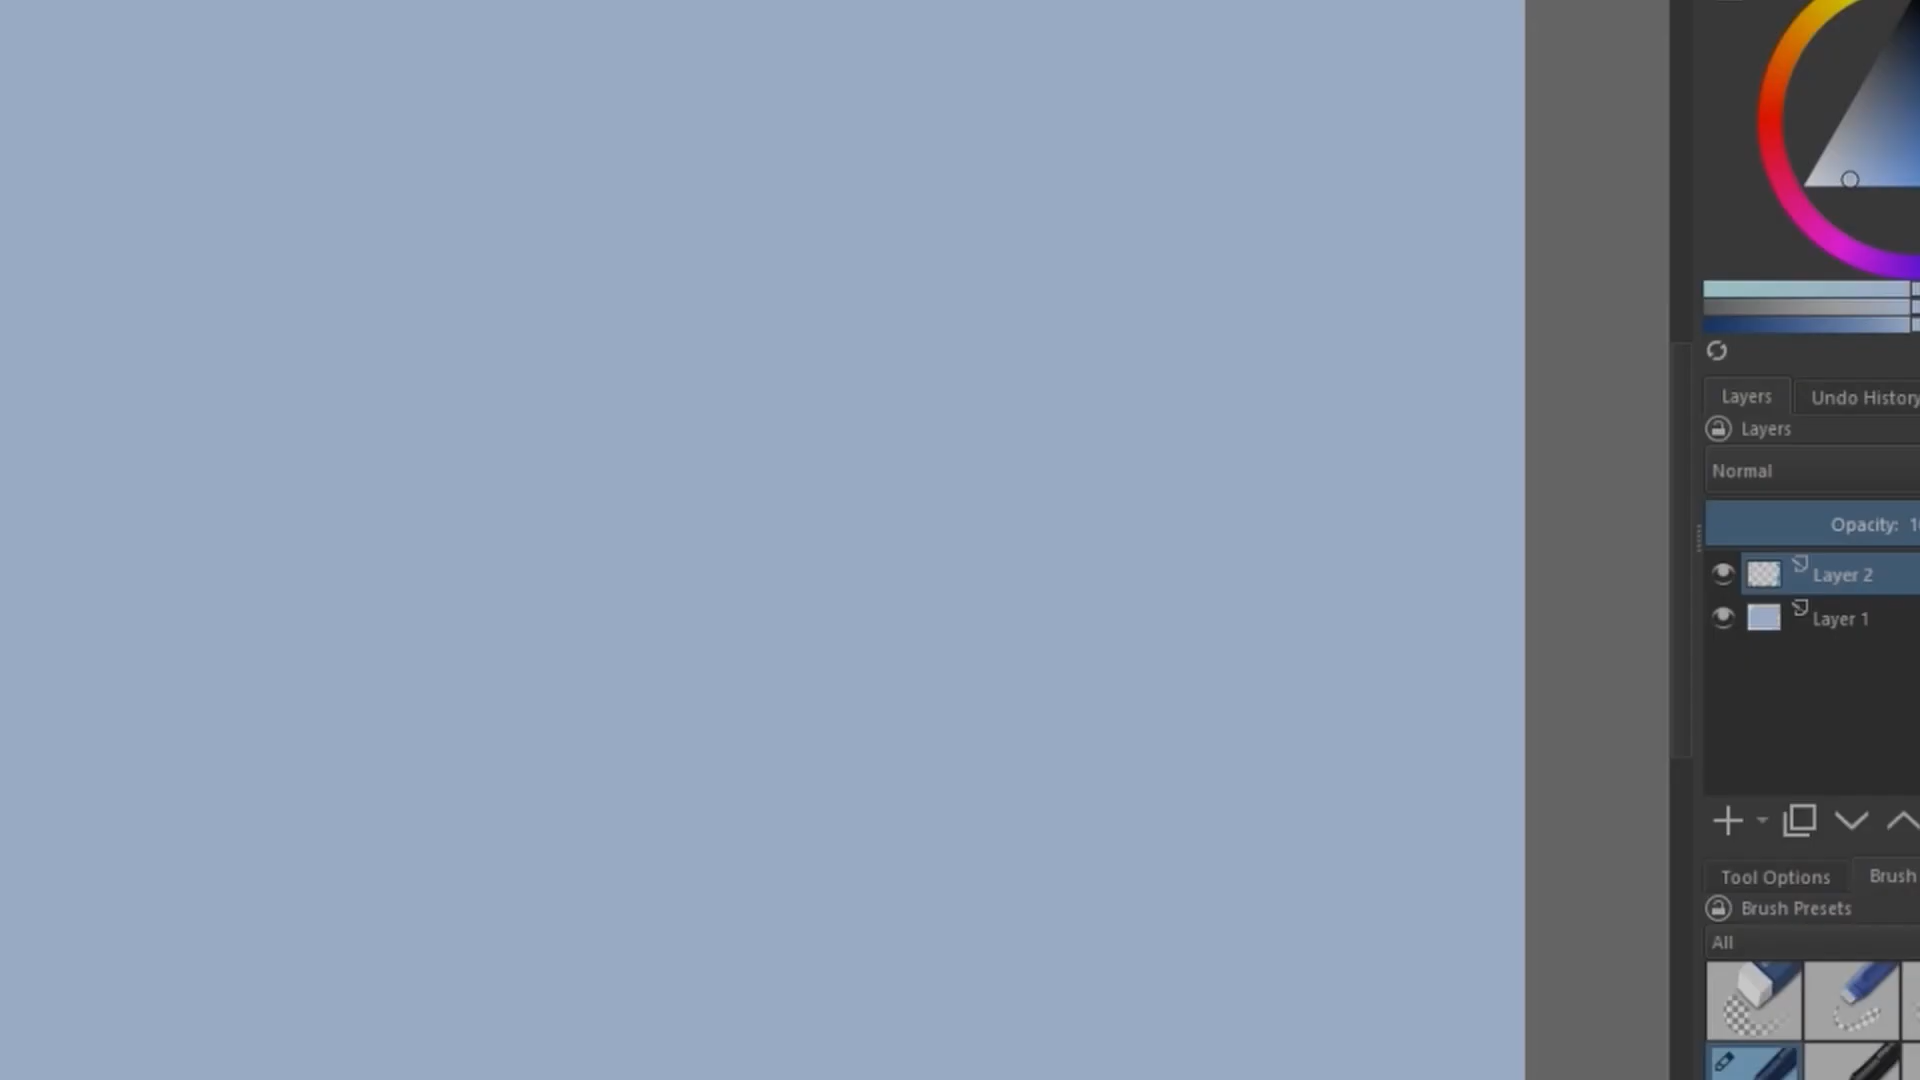 Layers
Undo History
Layers
Normal
Opacity:
Layer 2
Layer 1
Tool Options
Brush
Brush Presets
All